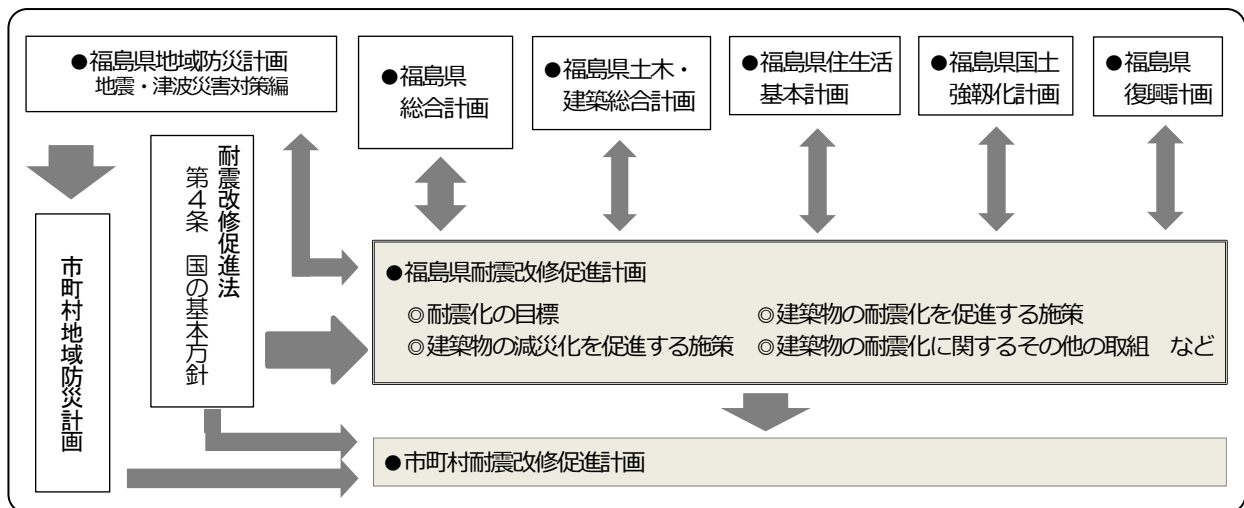 ●福島県地域防災計画
地震・津波災害対策編
●福島県
総合計画
●福島県土木・
建築総合計画
●福島県住生活
基本計画
●福島県国土
強靱化計画
●福島県
復興計画
耐震改修促進法
第4条　国の基本方針
市町村地域防災計画
●福島県耐震改修促進計画
◎耐震化の目標
◎建築物の耐震化を促進する施策
◎建築物の減災化を促進する施策
◎建築物の耐震化に関するその他の取組　など
●市町村耐震改修促進計画